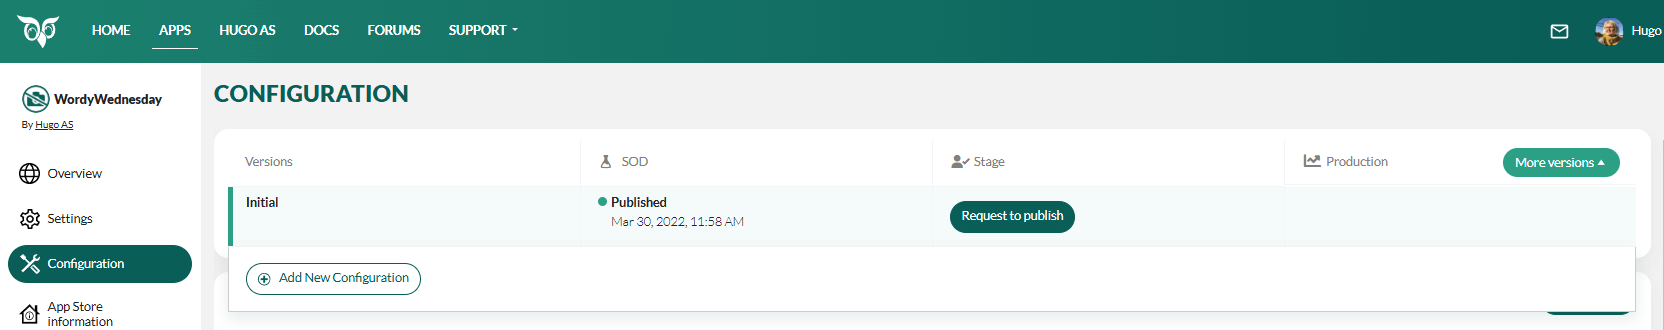 HOME APPS HUGO AS DOCS FORUMS SUPPORT Hugo
WordyWednesday
By Hugo AS
Overview
Settings
Configuration
App Store
information
CONFIGURATION
Versions SOD Stage Production More versions
Initial Published Request to publish
Mar 30, 2022, 11:58 AM
Add New Configuration